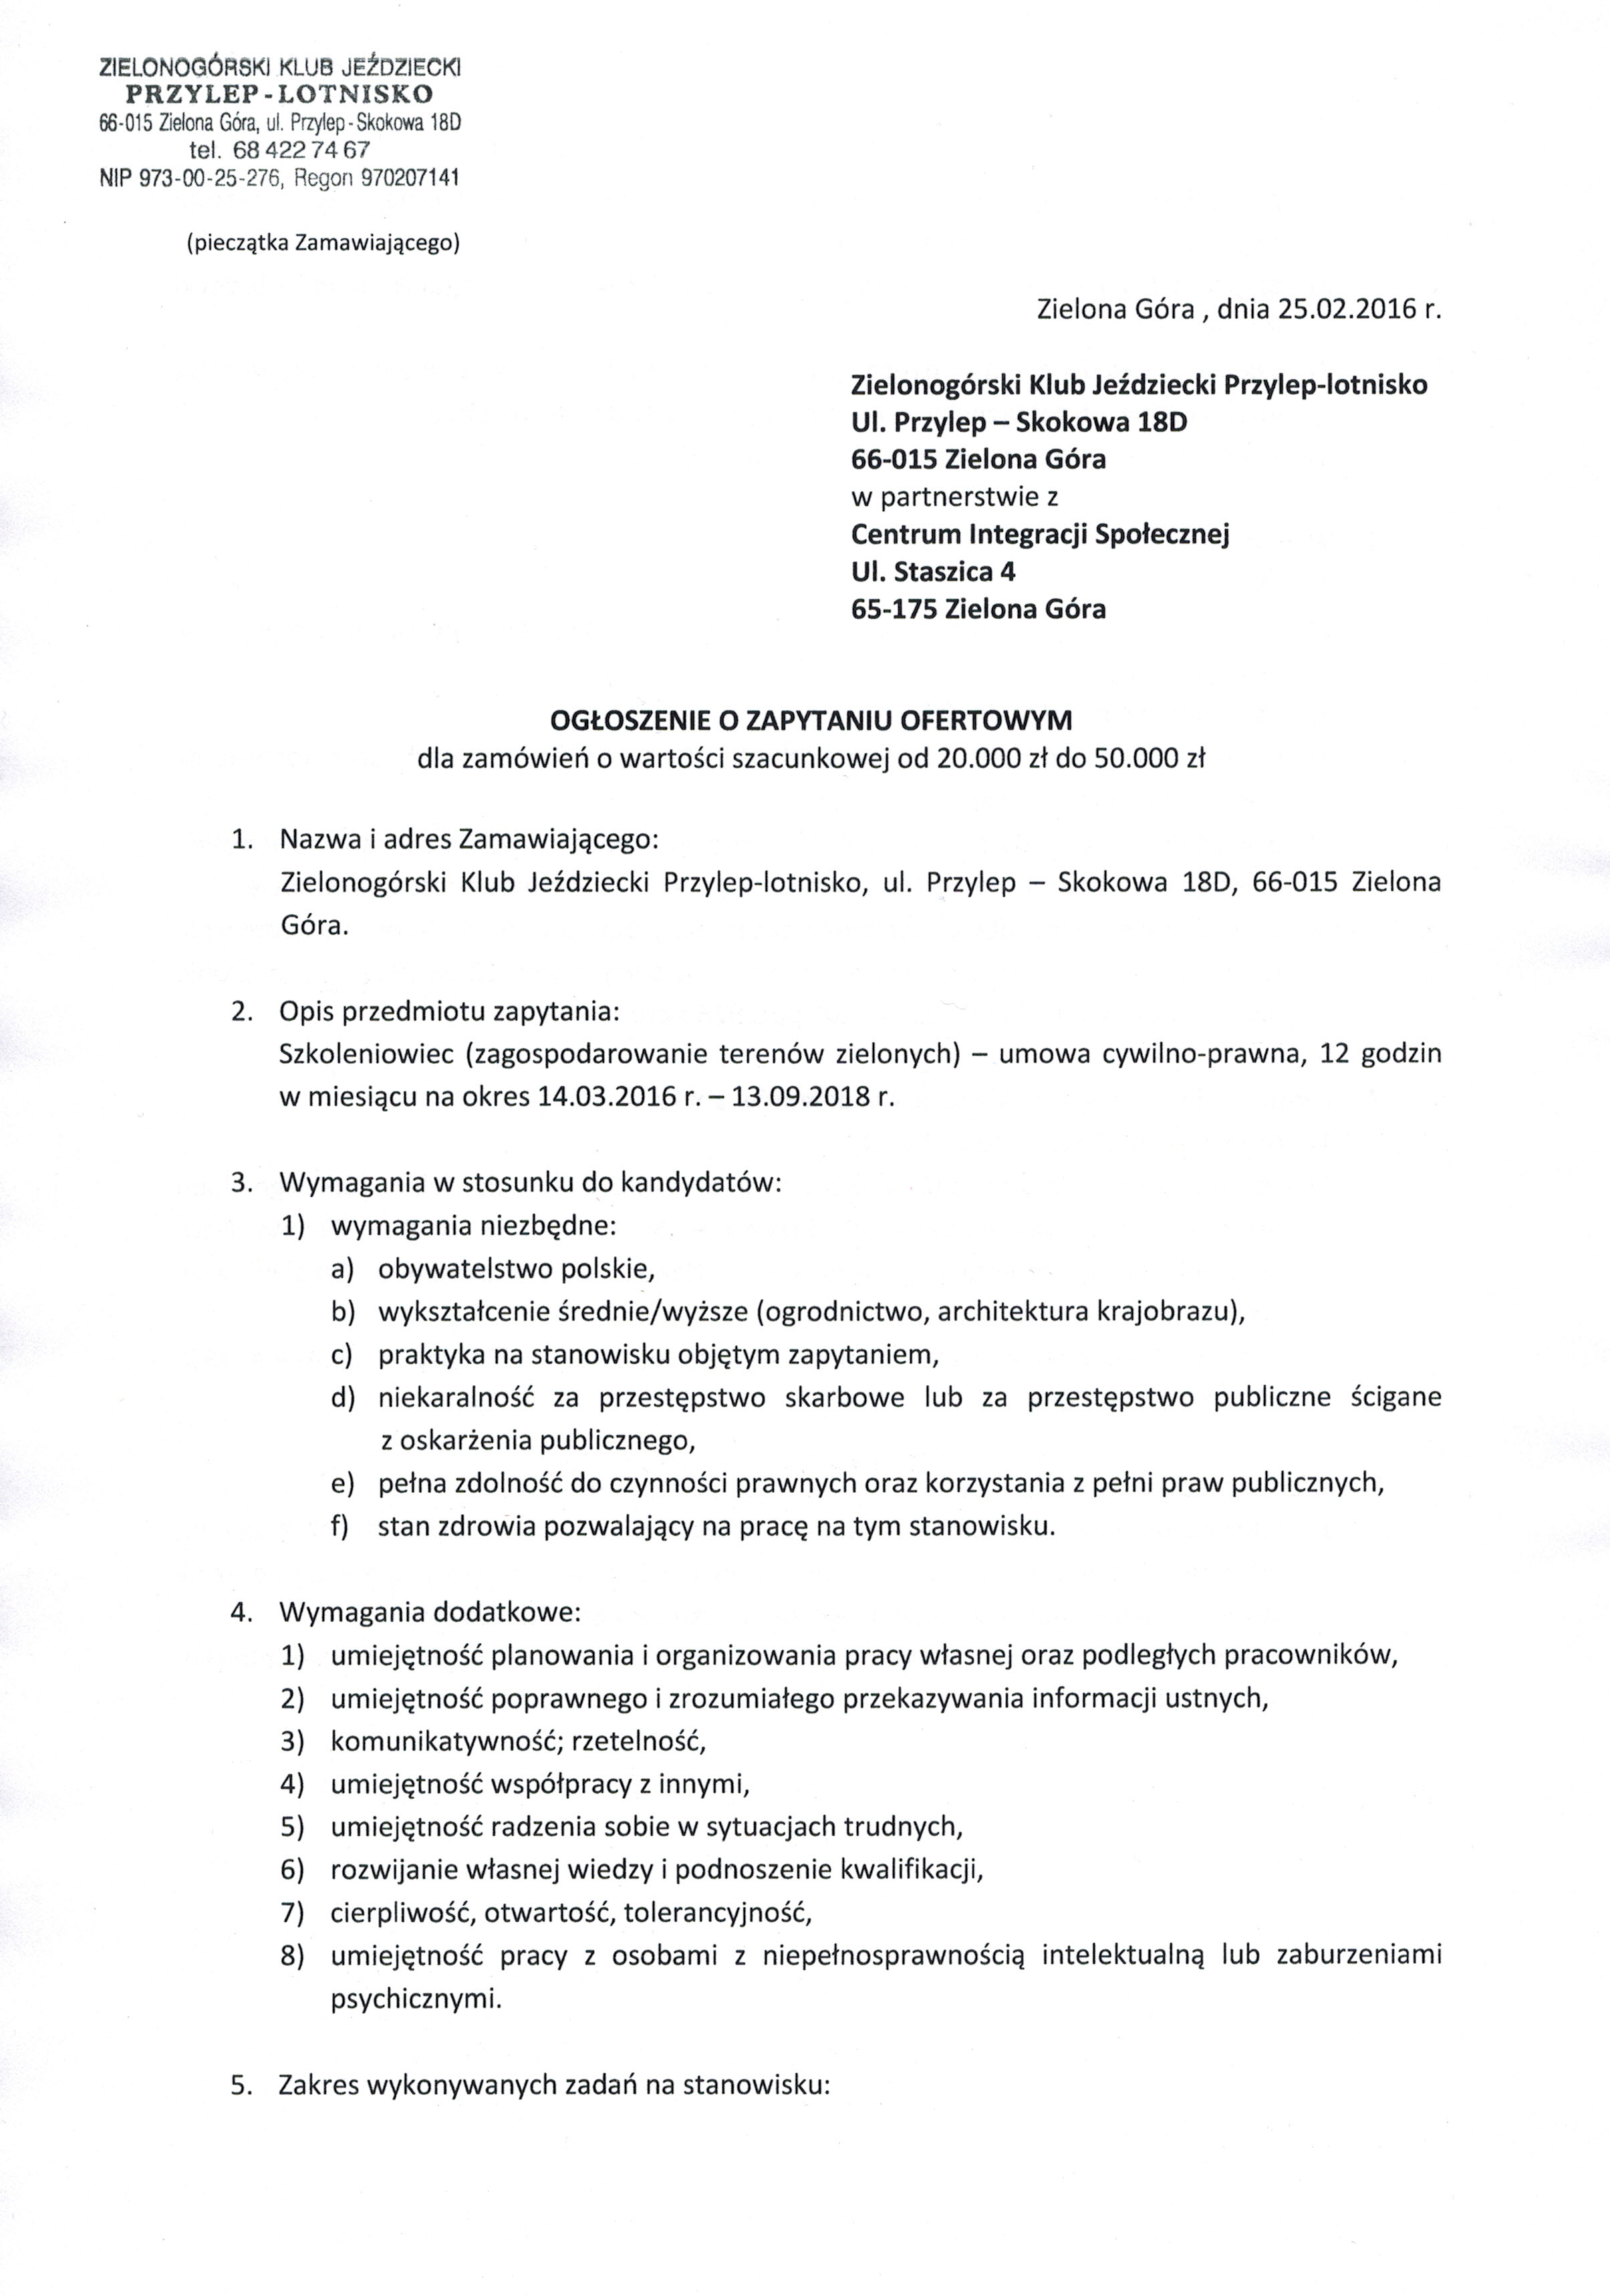 ZIELONOGÓRSKI KLUB JEŹDZIECKI
PRZYLEP - LOTNISKO
66-015 Zielona Góra, ul. Przylep - Skokowa 18D
tel. 68 422 74 67
NIP 973-00-25-276, Regon 970207141
(pieczątka Zamawiającego)
Zielona Góra , dnia 25.02.2016 r.
Zielonogórski Klub Jeździecki Przylep-lotnisko
Ul. Przylep – Skokowa 18D
66-015 Zielona Góra
w partnerstwie z
Centrum Integracji Społecznej
Ul. Staszica 4
65-175 Zielona Góra
OGŁOSZENIE O ZAPYTANIU OFERTOWYM
dla zamówień o wartości szacunkowej od 20.000 zł do 50.000 zł
1. Nazwa i adres Zamawiającego:
Zielonogórski Klub Jeździecki Przylep-lotnisko, ul. Przylep – Skokowa 18D, 66-015 Zielona
Góra.
2. Opis przedmiotu zapytania:
Szkoleniowiec (zagospodarowanie terenów zielonych) – umowa cywilno-prawna, 12 godzin
w miesiącu na okres 14.03.2016 r. – 13.09.2018 r.
3. Wymagania w stosunku do kandydatów:
1) wymagania niezbędne:
a) obywatelstwo polskie,
b) wykształcenie średnie/wyższe (ogrodnictwo, architektura krajobrazu),
c) praktyka na stanowisku objętym zapytaniem,
d) niekaralność za przestępstwo skarbowe lub za przestępstwo publiczne ścigane
z oskarżenia publicznego,
e) pełna zdolność do czynności prawnych oraz korzystania z pełni praw publicznych,
f) stan zdrowia pozwalający na pracę na tym stanowisku.
4. Wymagania dodatkowe:
1) umiejętność planowania i organizowania pracy własnej oraz podległych pracowników,
2) umiejętność poprawnego i zrozumiałego przekazywania informacji ustnych,
3) komunikatywność; rzetelność,
4) umiejętność współpracy z innymi,
5) umiejętność radzenia sobie w sytuacjach trudnych,
6) rozwijanie własnej wiedzy i podnoszenie kwalifikacji,
7) cierpliwość, otwartość, tolerancyjność,
8) umiejętność pracy z osobami z niepełnosprawnością intelektualną lub zaburzeniami
psychicznymi.
5. Zakres wykonywanych zadań na stanowisku: